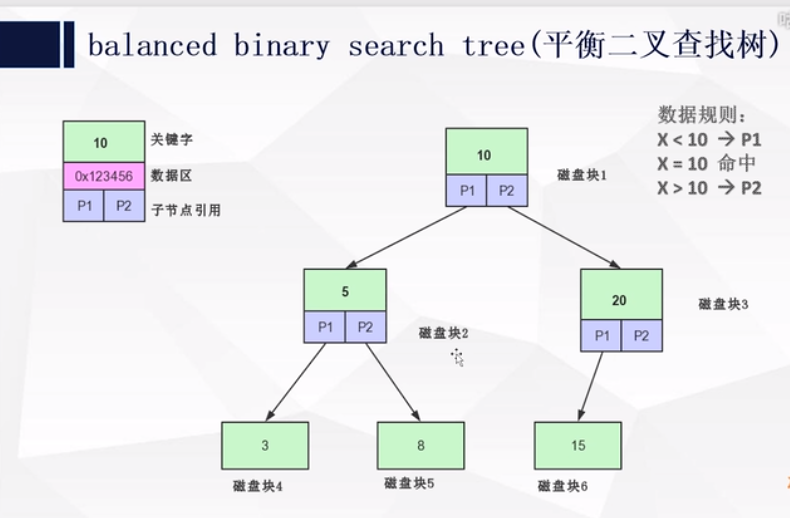 balanced binary search tree(平衡二叉查找树)
10
关键字
0x123456
数据区
P1 P2
子节点引用
数据规则:
X < 10 → P1
X = 10 命中
X > 10 → P2
10
P1 P2
磁盘块1
5
P1 P2
磁盘块2
20
P1 P2
磁盘块3
3
8
15
磁盘块4
磁盘块5
磁盘块6